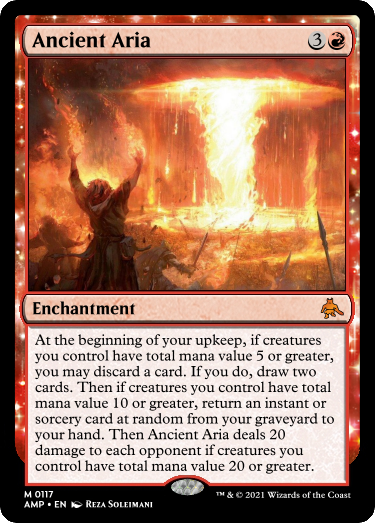 Ancient Aria 3
Enchantment
At the beginning of your upkeep, if creatures
you control have total mana value 5 or greater,
you may discard a card. If you do, draw two
cards. Then if creatures you control have total
mana value 10 or greater, return an instant or
sorcery card at random from your graveyard to
your hand. Then Ancient Aria deals 20
damage to each opponent if creatures you
control have total mana value 20 or greater.
M 0117
AMP • EN Reza Soleimani ™ & © 2021 Wizards of the Coast